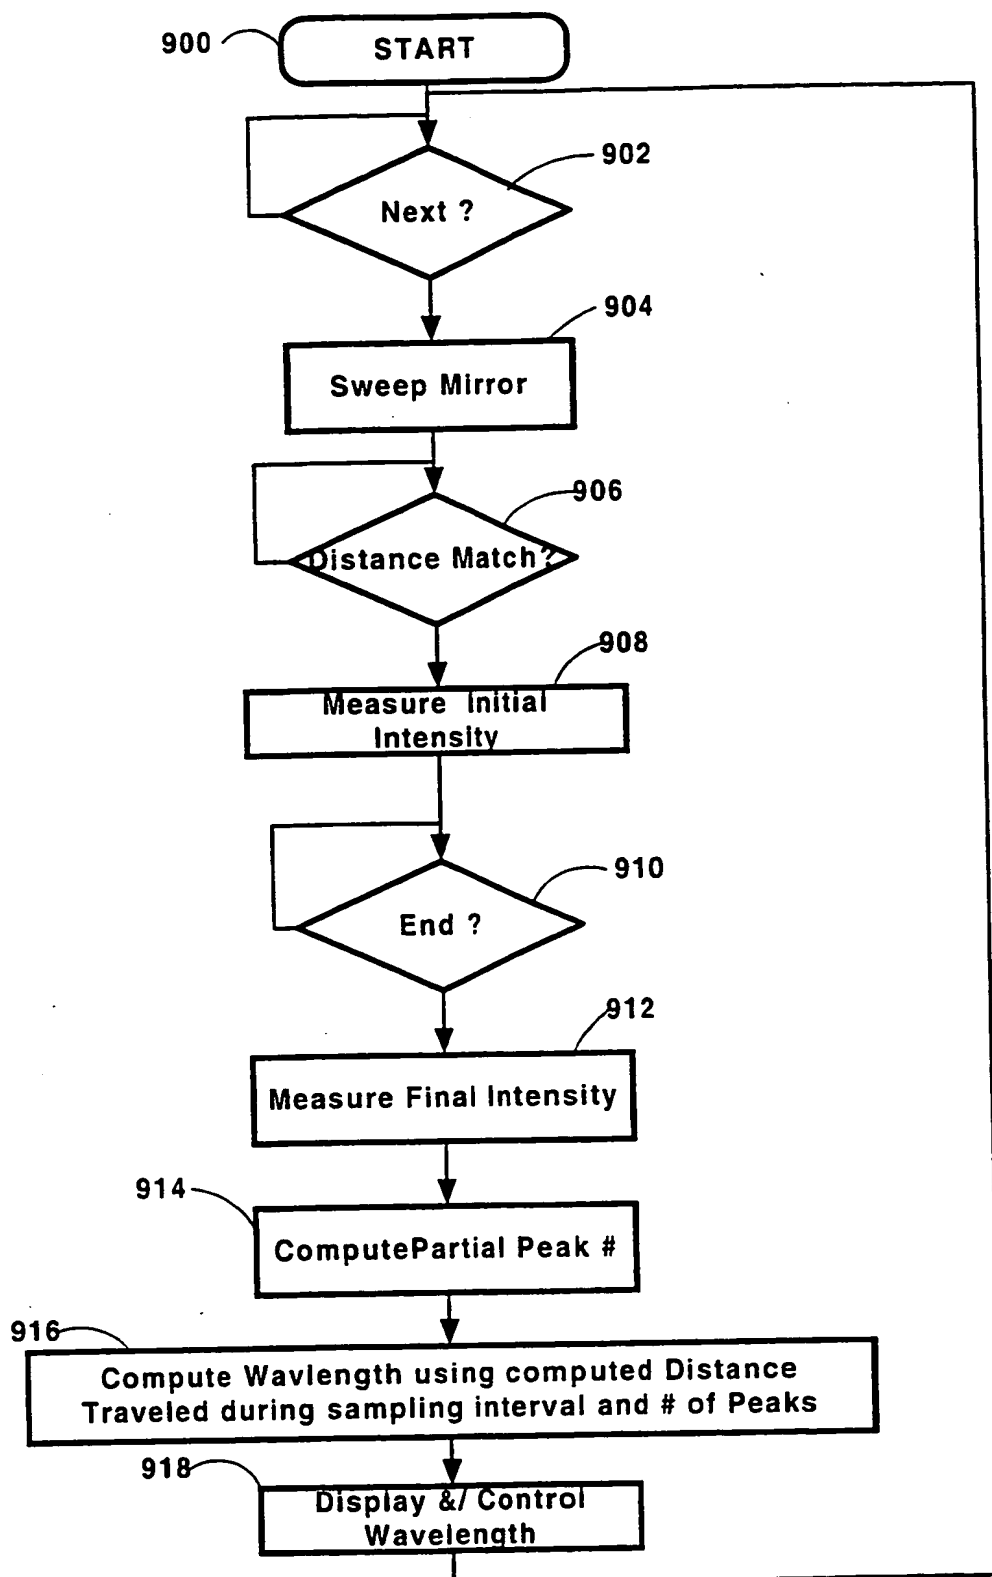 900
START
902
Next ?
904
Sweep Mirror
906
Distance Match?
908
Measure Initial
Intensity
910
End ?
912
Measure Final Intensity
914
ComputePartial Peak #
916
Compute Wavlength using computed Distance
Traveled during sampling interval and # of Peaks
918
Display &/ Control
Wavelength